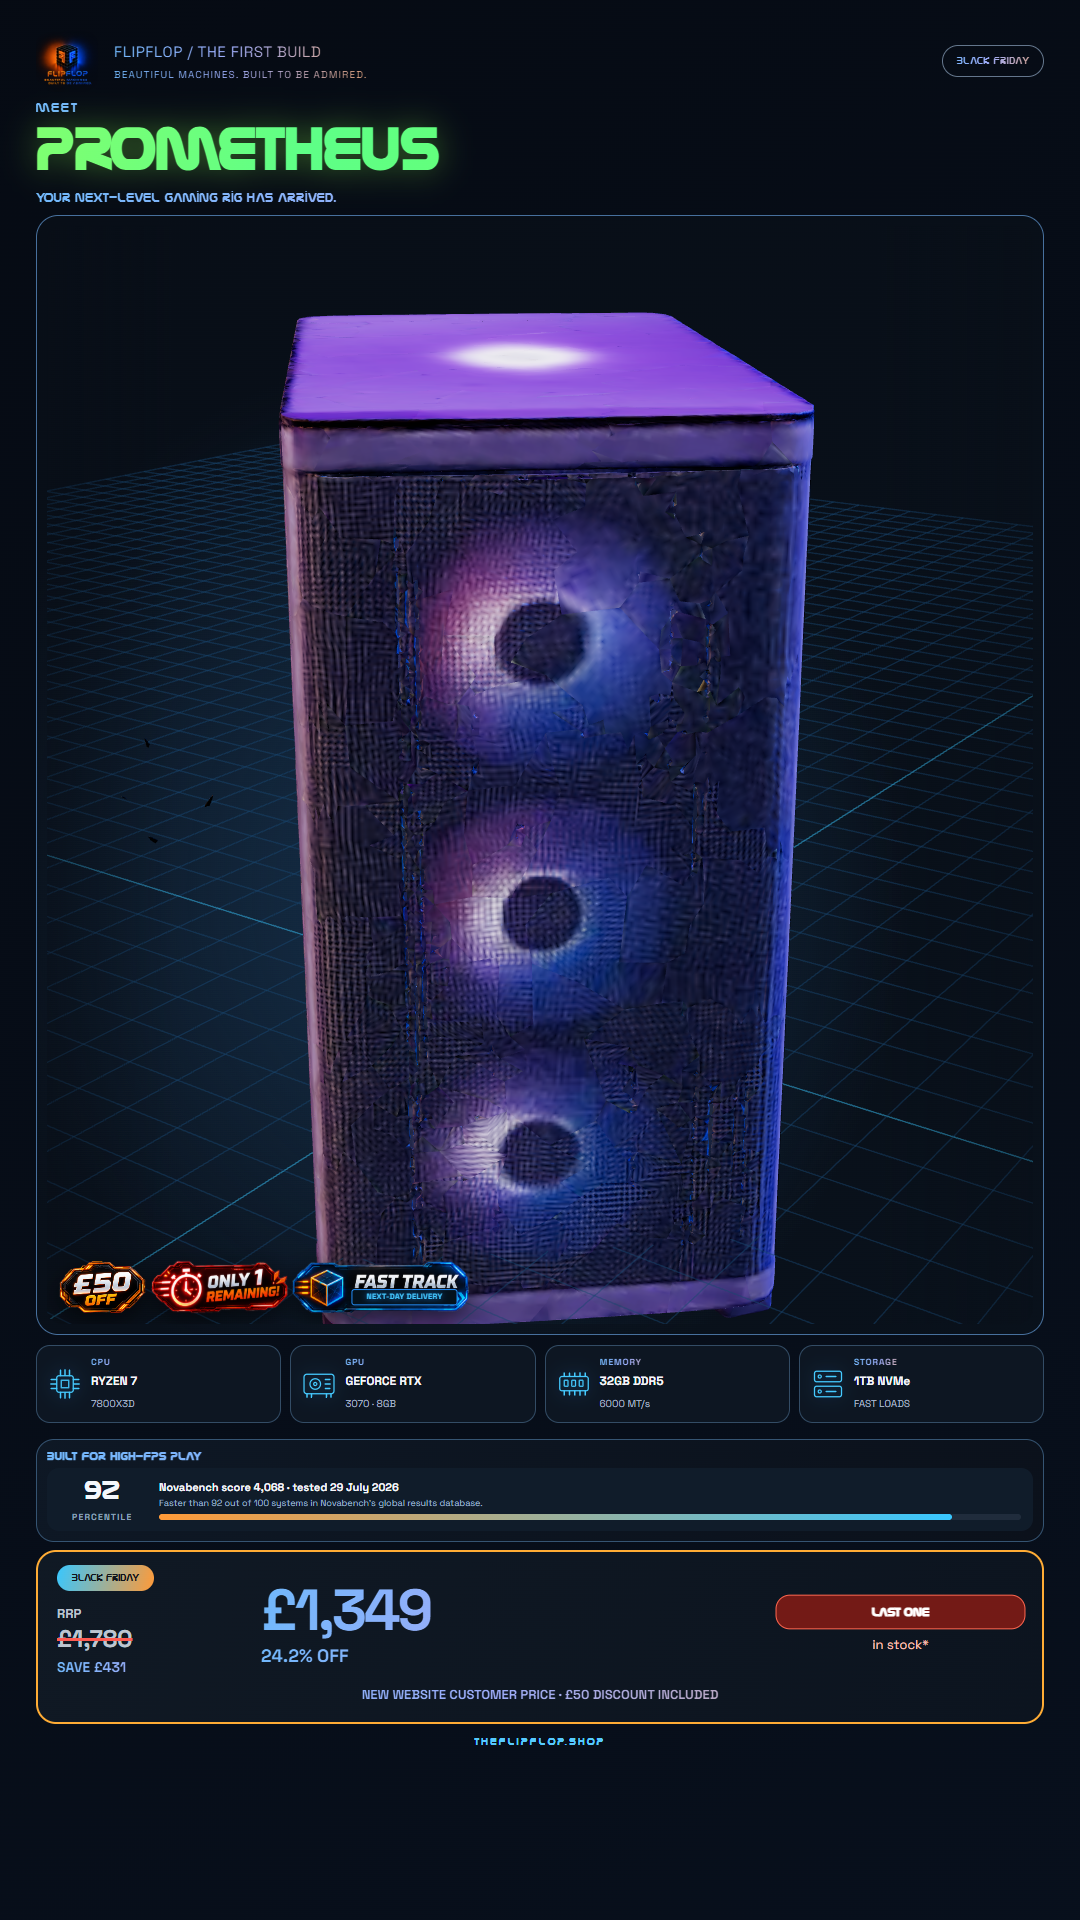 FLIPFLOP
FLIPFLOP / THE FIRST BUILD
BEAUTIFUL MACHINES. BUILT TO BE ADMIRED.
BLACK FRIDAY
MEET
PROMETHEUS
YOUR NEXT-LEVEL GAMING RIG HAS ARRIVED.
£50
OFF
ONLY 1
REMAINING!
FAST TRACK
NEXT-DAY DELIVERY
CPU
RYZEN 7
7800X3D
GPU
GEFORCE RTX
3070 · 8GB
MEMORY
32GB DDR5
6000 MT/s
STORAGE
1TB NVMe
FAST LOADS
BUILT FOR HIGH-FPS PLAY
92
PERCENTILE
Novabench score 4,068 · tested 29 July 2026
Faster than 92 out of 100 systems in Novabench's global results database.
BLACK FRIDAY
RRP
£1,780
SAVE £431
£1,349
24.2% OFF
LAST ONE
in stock*
NEW WEBSITE CUSTOMER PRICE · £50 DISCOUNT INCLUDED
THEFLIPFLOP.SHOP